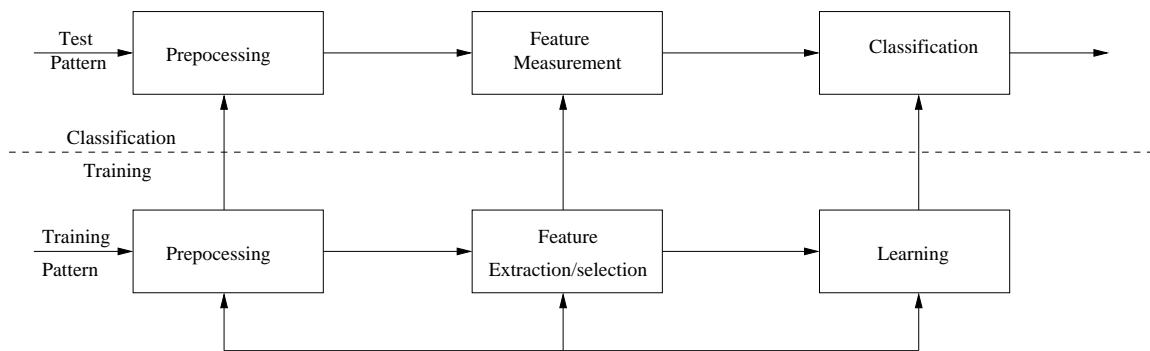 Test
Pattern
Prepocessing
Feature
Measurement
Classification
Classification
Training
Training
Pattern
Prepocessing
Feature
Extraction/selection
Learning